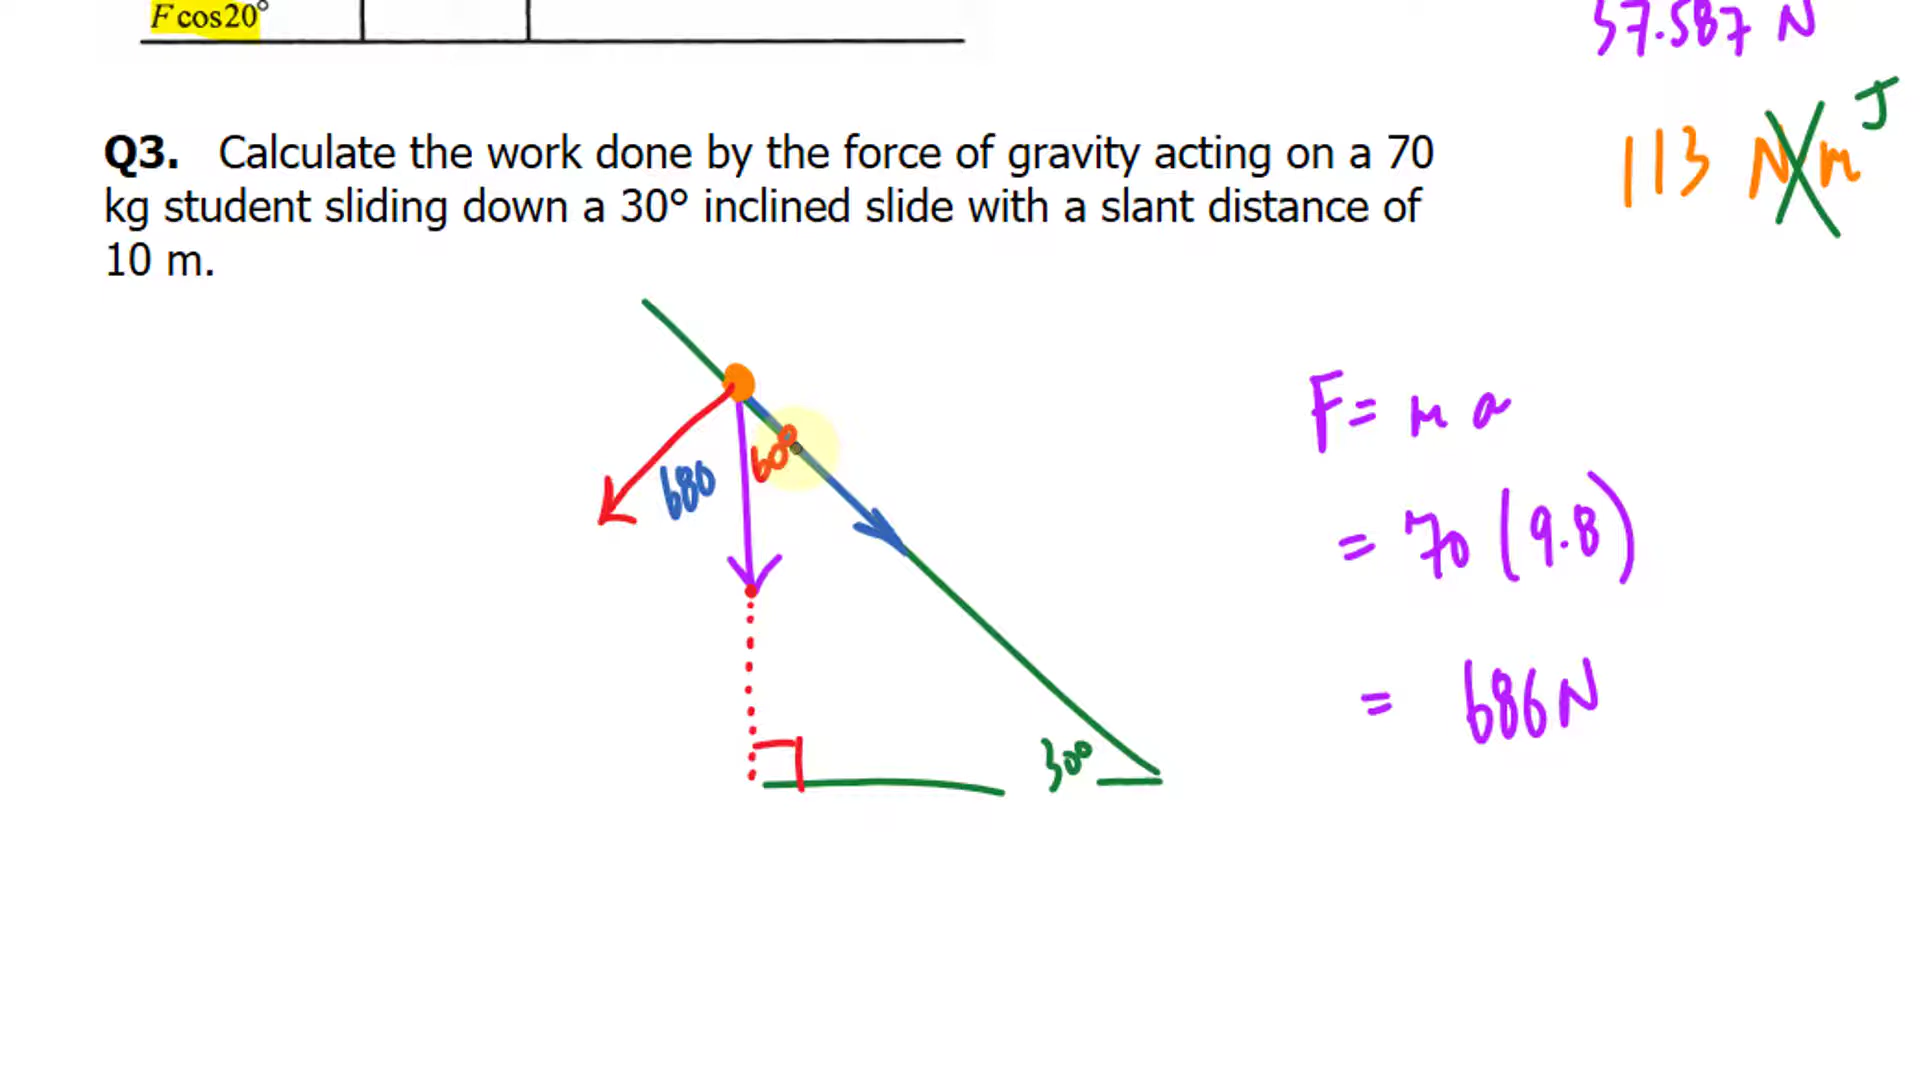 F cos20°
37.587 N
Q3. Calculate the work done by the force of gravity acting on a 70
kg student sliding down a 30° inclined slide with a slant distance of
10 m.
113 Nm J
680
60°
30°
F = ma
= 70 (9.8)
= 686N